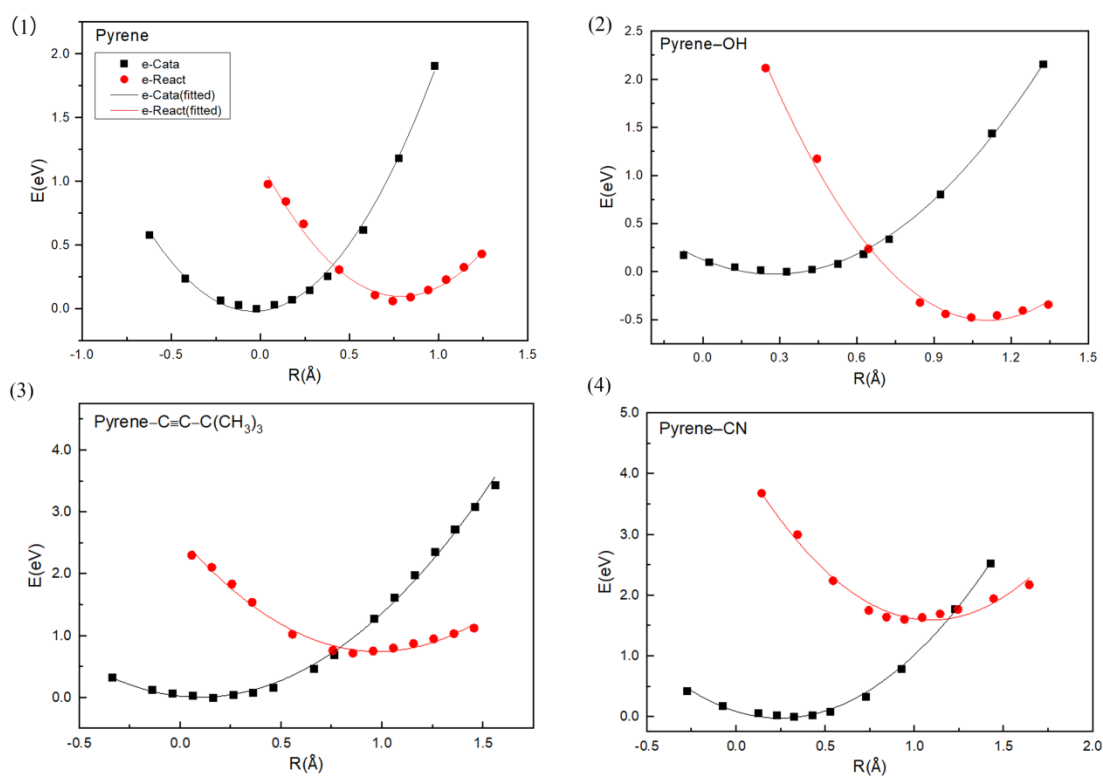 (1)
Pyrene
e-Cata
e-React
e-Cata(fitted)
e-React(fitted)
2.0
1.5
1.0
0.5
0.0
E(eV)
-1.0 -0.5 0.0 0.5 1.0 1.5
R(Å)
(2)
Pyrene–OH
2.5
2.0
1.5
1.0
0.5
0.0
-0.5
E(eV)
0.0 0.3 0.6 0.9 1.2 1.5
R(Å)
(3)
Pyrene–C≡C–C(CH3)3
4.0
3.0
2.0
1.0
0.0
E(eV)
-0.5 0.0 0.5 1.0 1.5
R(Å)
(4)
Pyrene–CN
5.0
4.0
3.0
2.0
1.0
0.0
E(eV)
-0.5 0.0 0.5 1.0 1.5 2.0
R(Å)